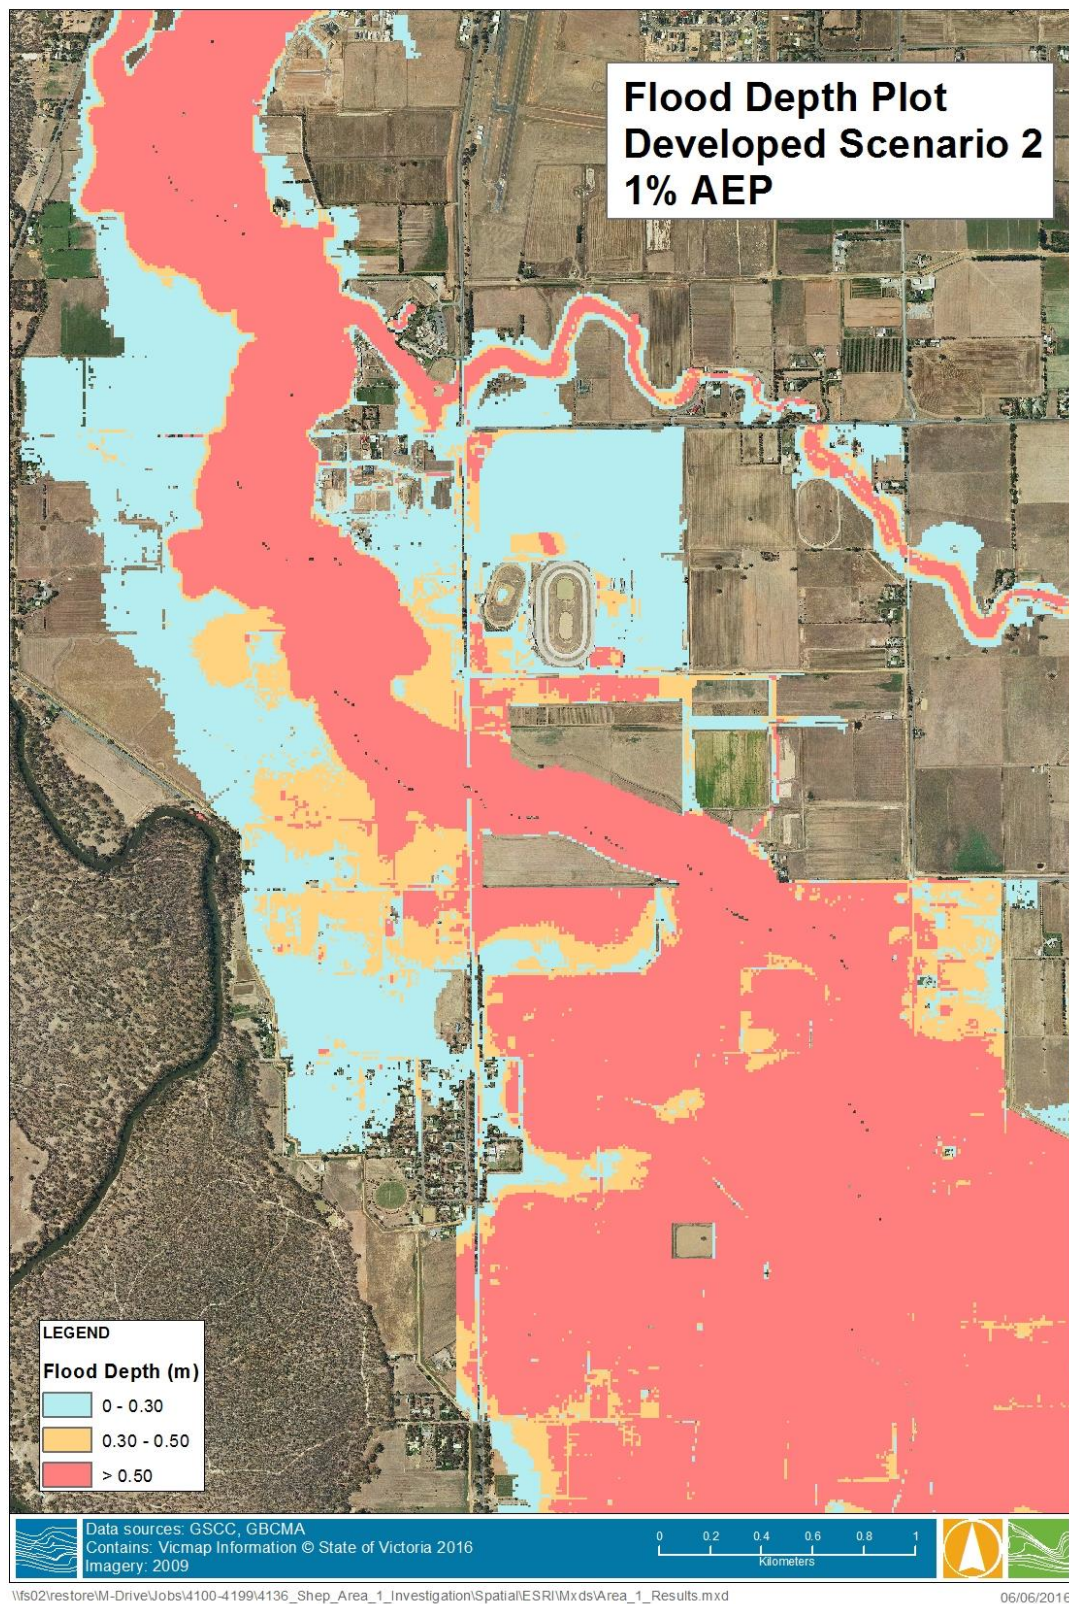 Flood Depth Plot
Developed Scenario 2
1% AEP
LEGEND
Flood Depth (m)
0 - 0.30
0.30 - 0.50
> 0.50
Data sources: GSCC, GBCMA
Contains: Vicmap Information © State of Victoria 2016
Imagery: 2009
0 0.2 0.4 0.6 0.8 1
Kilometers
\\fs02\restore\M-Drive\Jobs\4100-4199\4136_Shep_Area_1_Investigation\Spatial\ESRI\Mxds\Area_1_Results.mxd
06/06/2016